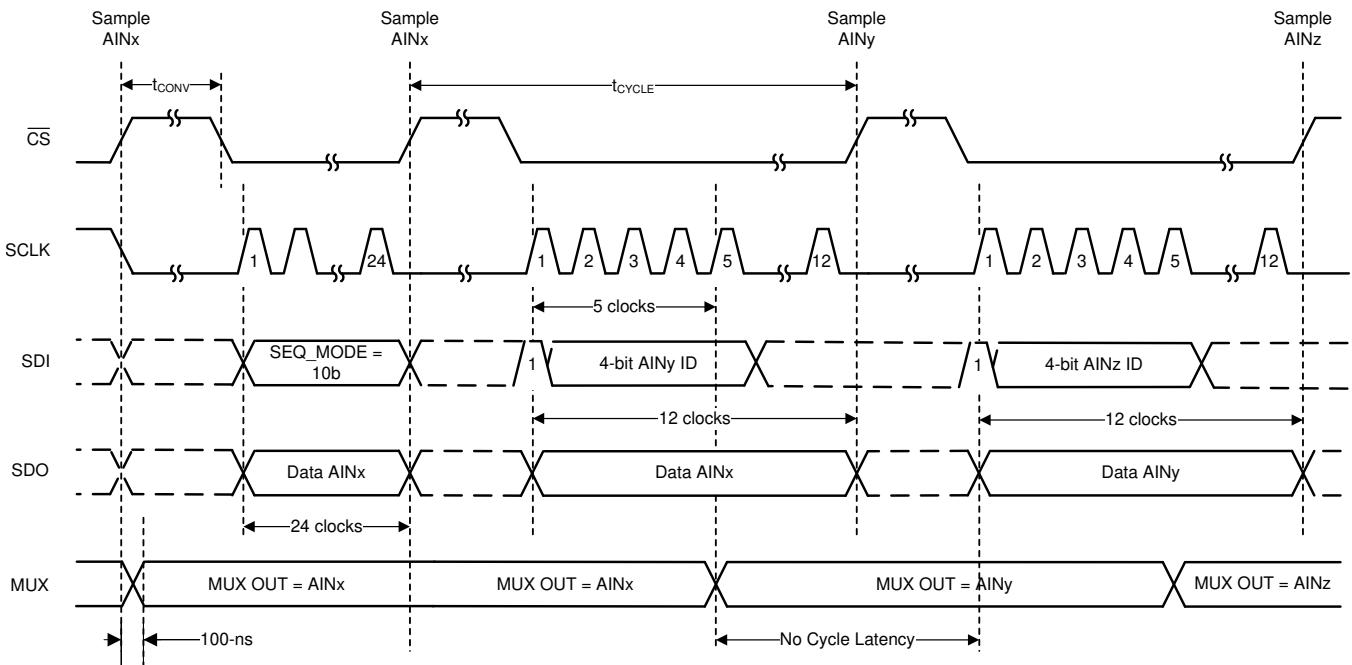 Sample
AINx
Sample
AINx
Sample
AINy
Sample
AINz
tCONV
tCYCLE
CS
SCLK
1
24
1
2
3
4
5
12
1
2
3
4
5
12
5 clocks
SDI
SEQ_MODE =
10b
1
4-bit AINy ID
1
4-bit AINz ID
12 clocks
12 clocks
SDO
Data AINx
Data AINx
Data AINy
24 clocks
MUX
MUX OUT = AINx
MUX OUT = AINx
MUX OUT = AINy
MUX OUT = AINz
100-ns
No Cycle Latency